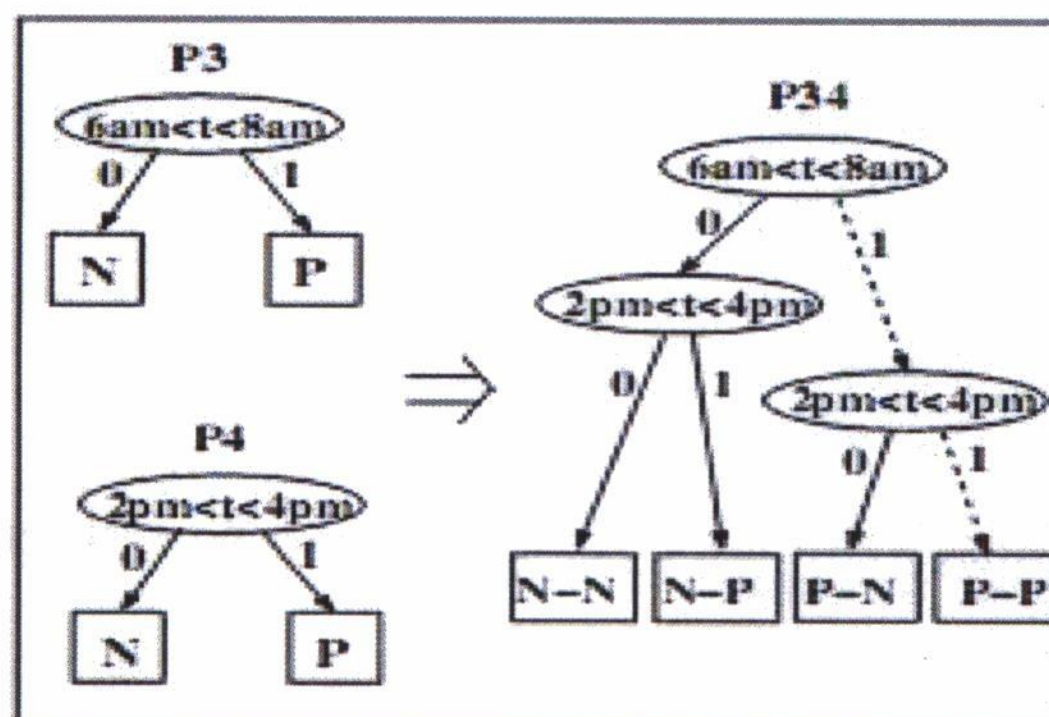 P3
6am<t<8am
0 1
N P
P4
2pm<t<4pm
0 1
N P
P34
6am<t<8am
0 1
2pm<t<4pm
0 1
2pm<t<4pm
0 1
N–N N–P P–N P–P